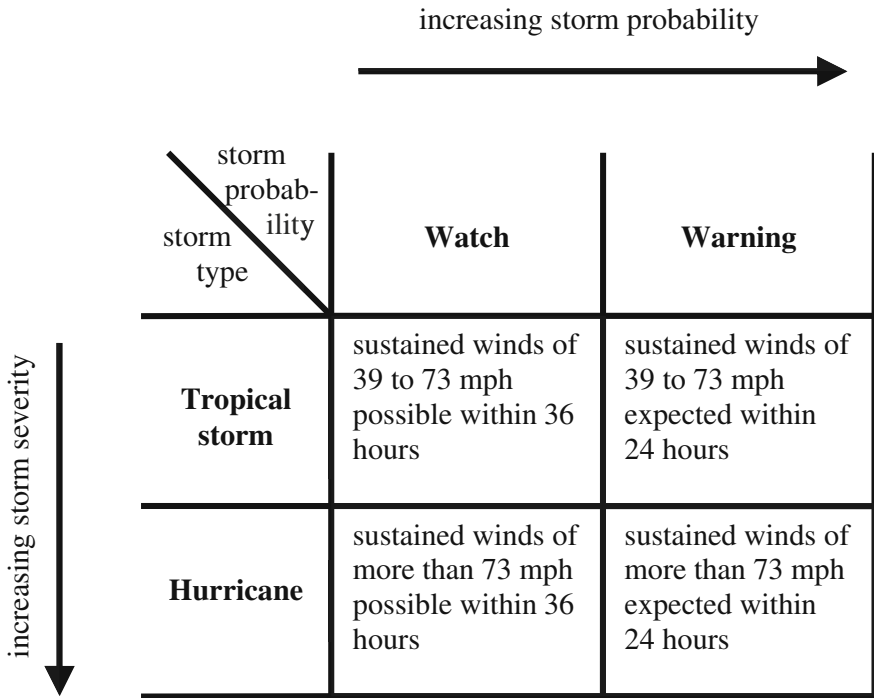 increasing storm probability
storm
probab-
ility
storm
type
Watch
Warning
increasing storm severity
Tropical
storm
sustained winds of
39 to 73 mph
possible within 36
hours
sustained winds of
39 to 73 mph
expected within
24 hours
Hurricane
sustained winds of
more than 73 mph
possible within 36
hours
sustained winds of
more than 73 mph
expected within
24 hours